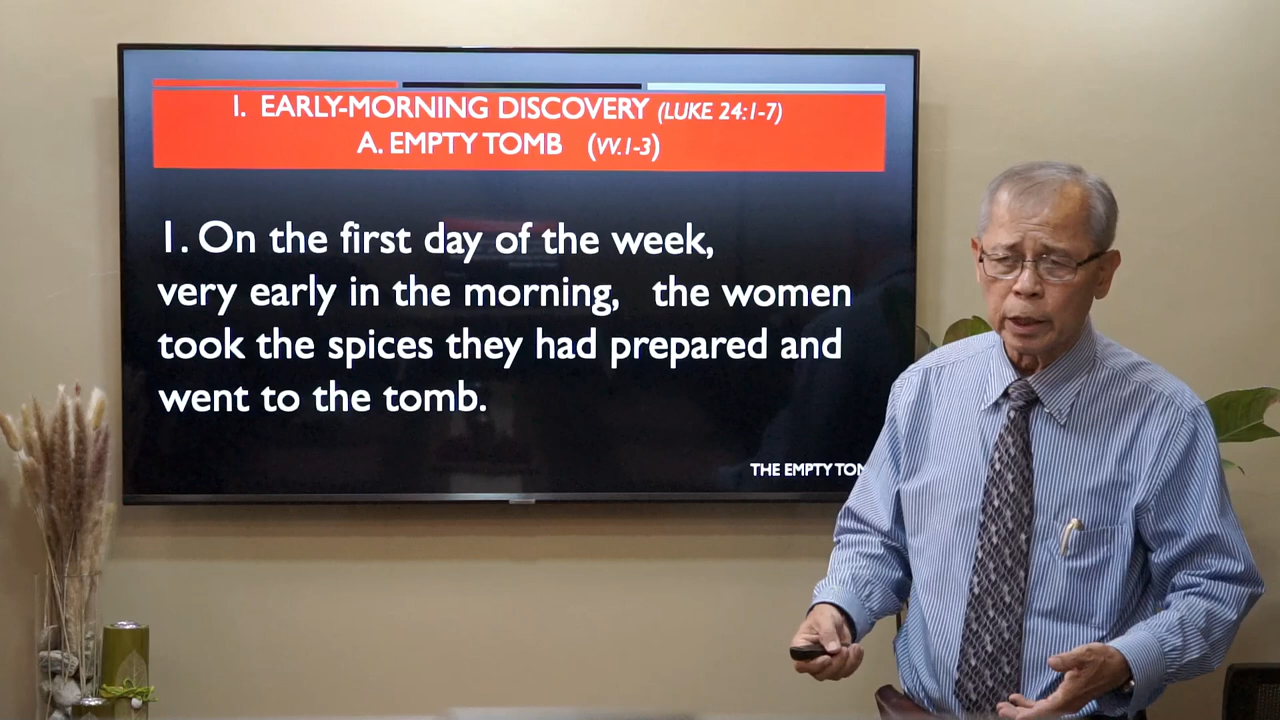 I. EARLY-MORNING DISCOVERY (LUKE 24:1-7)
A. EMPTY TOMB (VV.1-3)
1. On the first day of the week,
very early in the morning, the women
took the spices they had prepared and
went to the tomb.
THE EMPTY